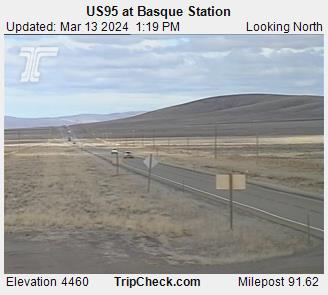 US95 at Basque Station
Updated: Mar 13 2024 1:19 PM Looking North
Elevation 4460 TripCheck.com Milepost 91.62